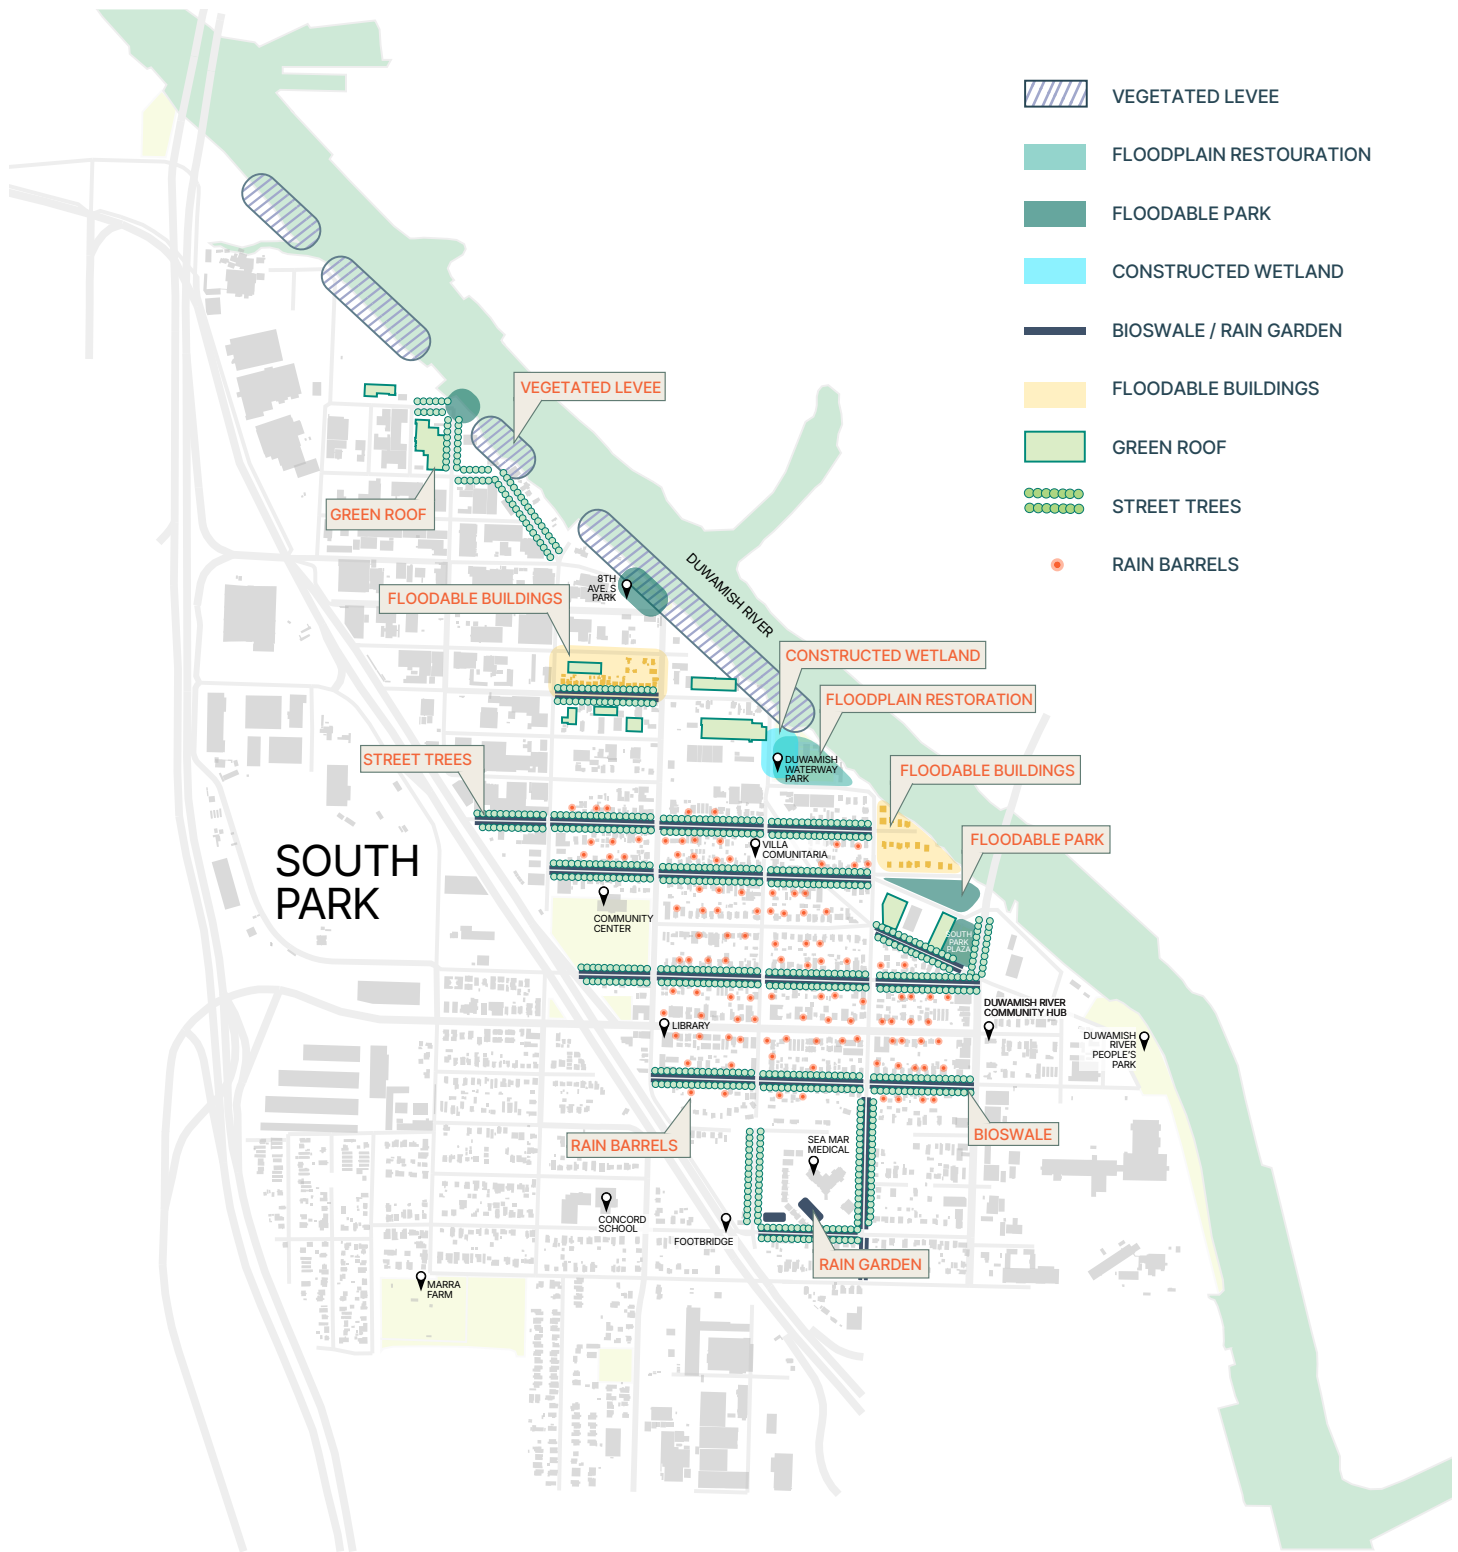 VEGETATED LEVEE
FLOODPLAIN RESTOURATION
FLOODABLE PARK
CONSTRUCTED WETLAND
BIOSWALE / RAIN GARDEN
FLOODABLE BUILDINGS
GREEN ROOF
STREET TREES
RAIN BARRELS
VEGETATED LEVEE
GREEN ROOF
DUWAMISH RIVER
8TH
AVE. S
PARK
FLOODABLE BUILDINGS
CONSTRUCTED WETLAND
FLOODPLAIN RESTORATION
STREET TREES
DUWAMISH
WATERWAY
PARK
FLOODABLE BUILDINGS
FLOODABLE PARK
SOUTH
PARK
VILLA
COMUNITARIA
COMMUNITY
CENTER
SOUTH
PARK
PLAZA
DUWAMISH RIVER
COMMUNITY HUB
LIBRARY
DUWAMISH
RIVER
PEOPLE'S
PARK
RAIN BARRELS
BIOSWALE
SEA MAR
MEDICAL
CONCORD
SCHOOL
FOOTBRIDGE
RAIN GARDEN
MARRA
FARM